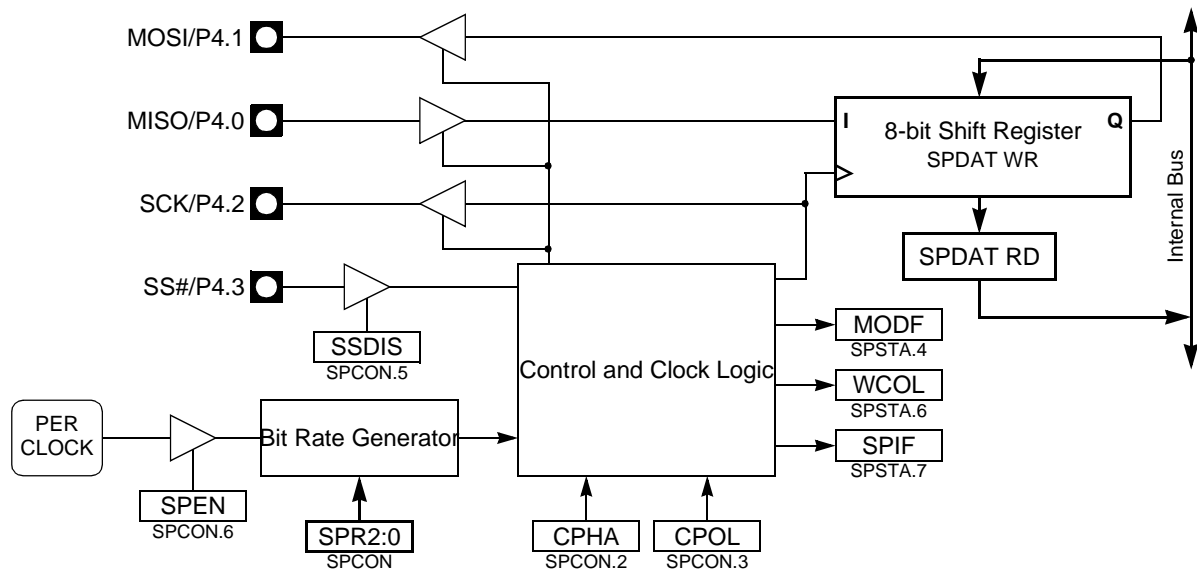 MOSI/P4.1
MISO/P4.0
I
8-bit Shift Register
Q
SPDAT WR
Internal Bus
SCK/P4.2
SPDAT RD
SS#/P4.3
SSDIS
SPCON.5
Control and Clock Logic
MODF
SPSTA.4
WCOL
SPSTA.6
SPIF
SPSTA.7
PER
CLOCK
Bit Rate Generator
SPEN
SPCON.6
SPR2:0
SPCON
CPHA
SPCON.2
CPOL
SPCON.3